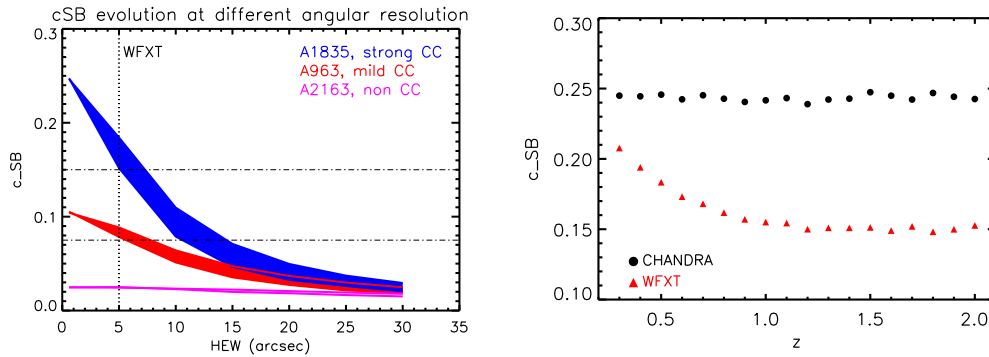 cSB evolution at different angular resolution
0.3
0.2
0.1
0.0
c_SB
WFXT
A1835, strong CC
A963, mild CC
A2163, non CC
0 5 10 15 20 25 30 35
HEW (arcsec)
0.30
0.25
0.20
0.15
0.10
c_SB
CHANDRA
WFXT
0.5 1.0 1.5 2.0
z